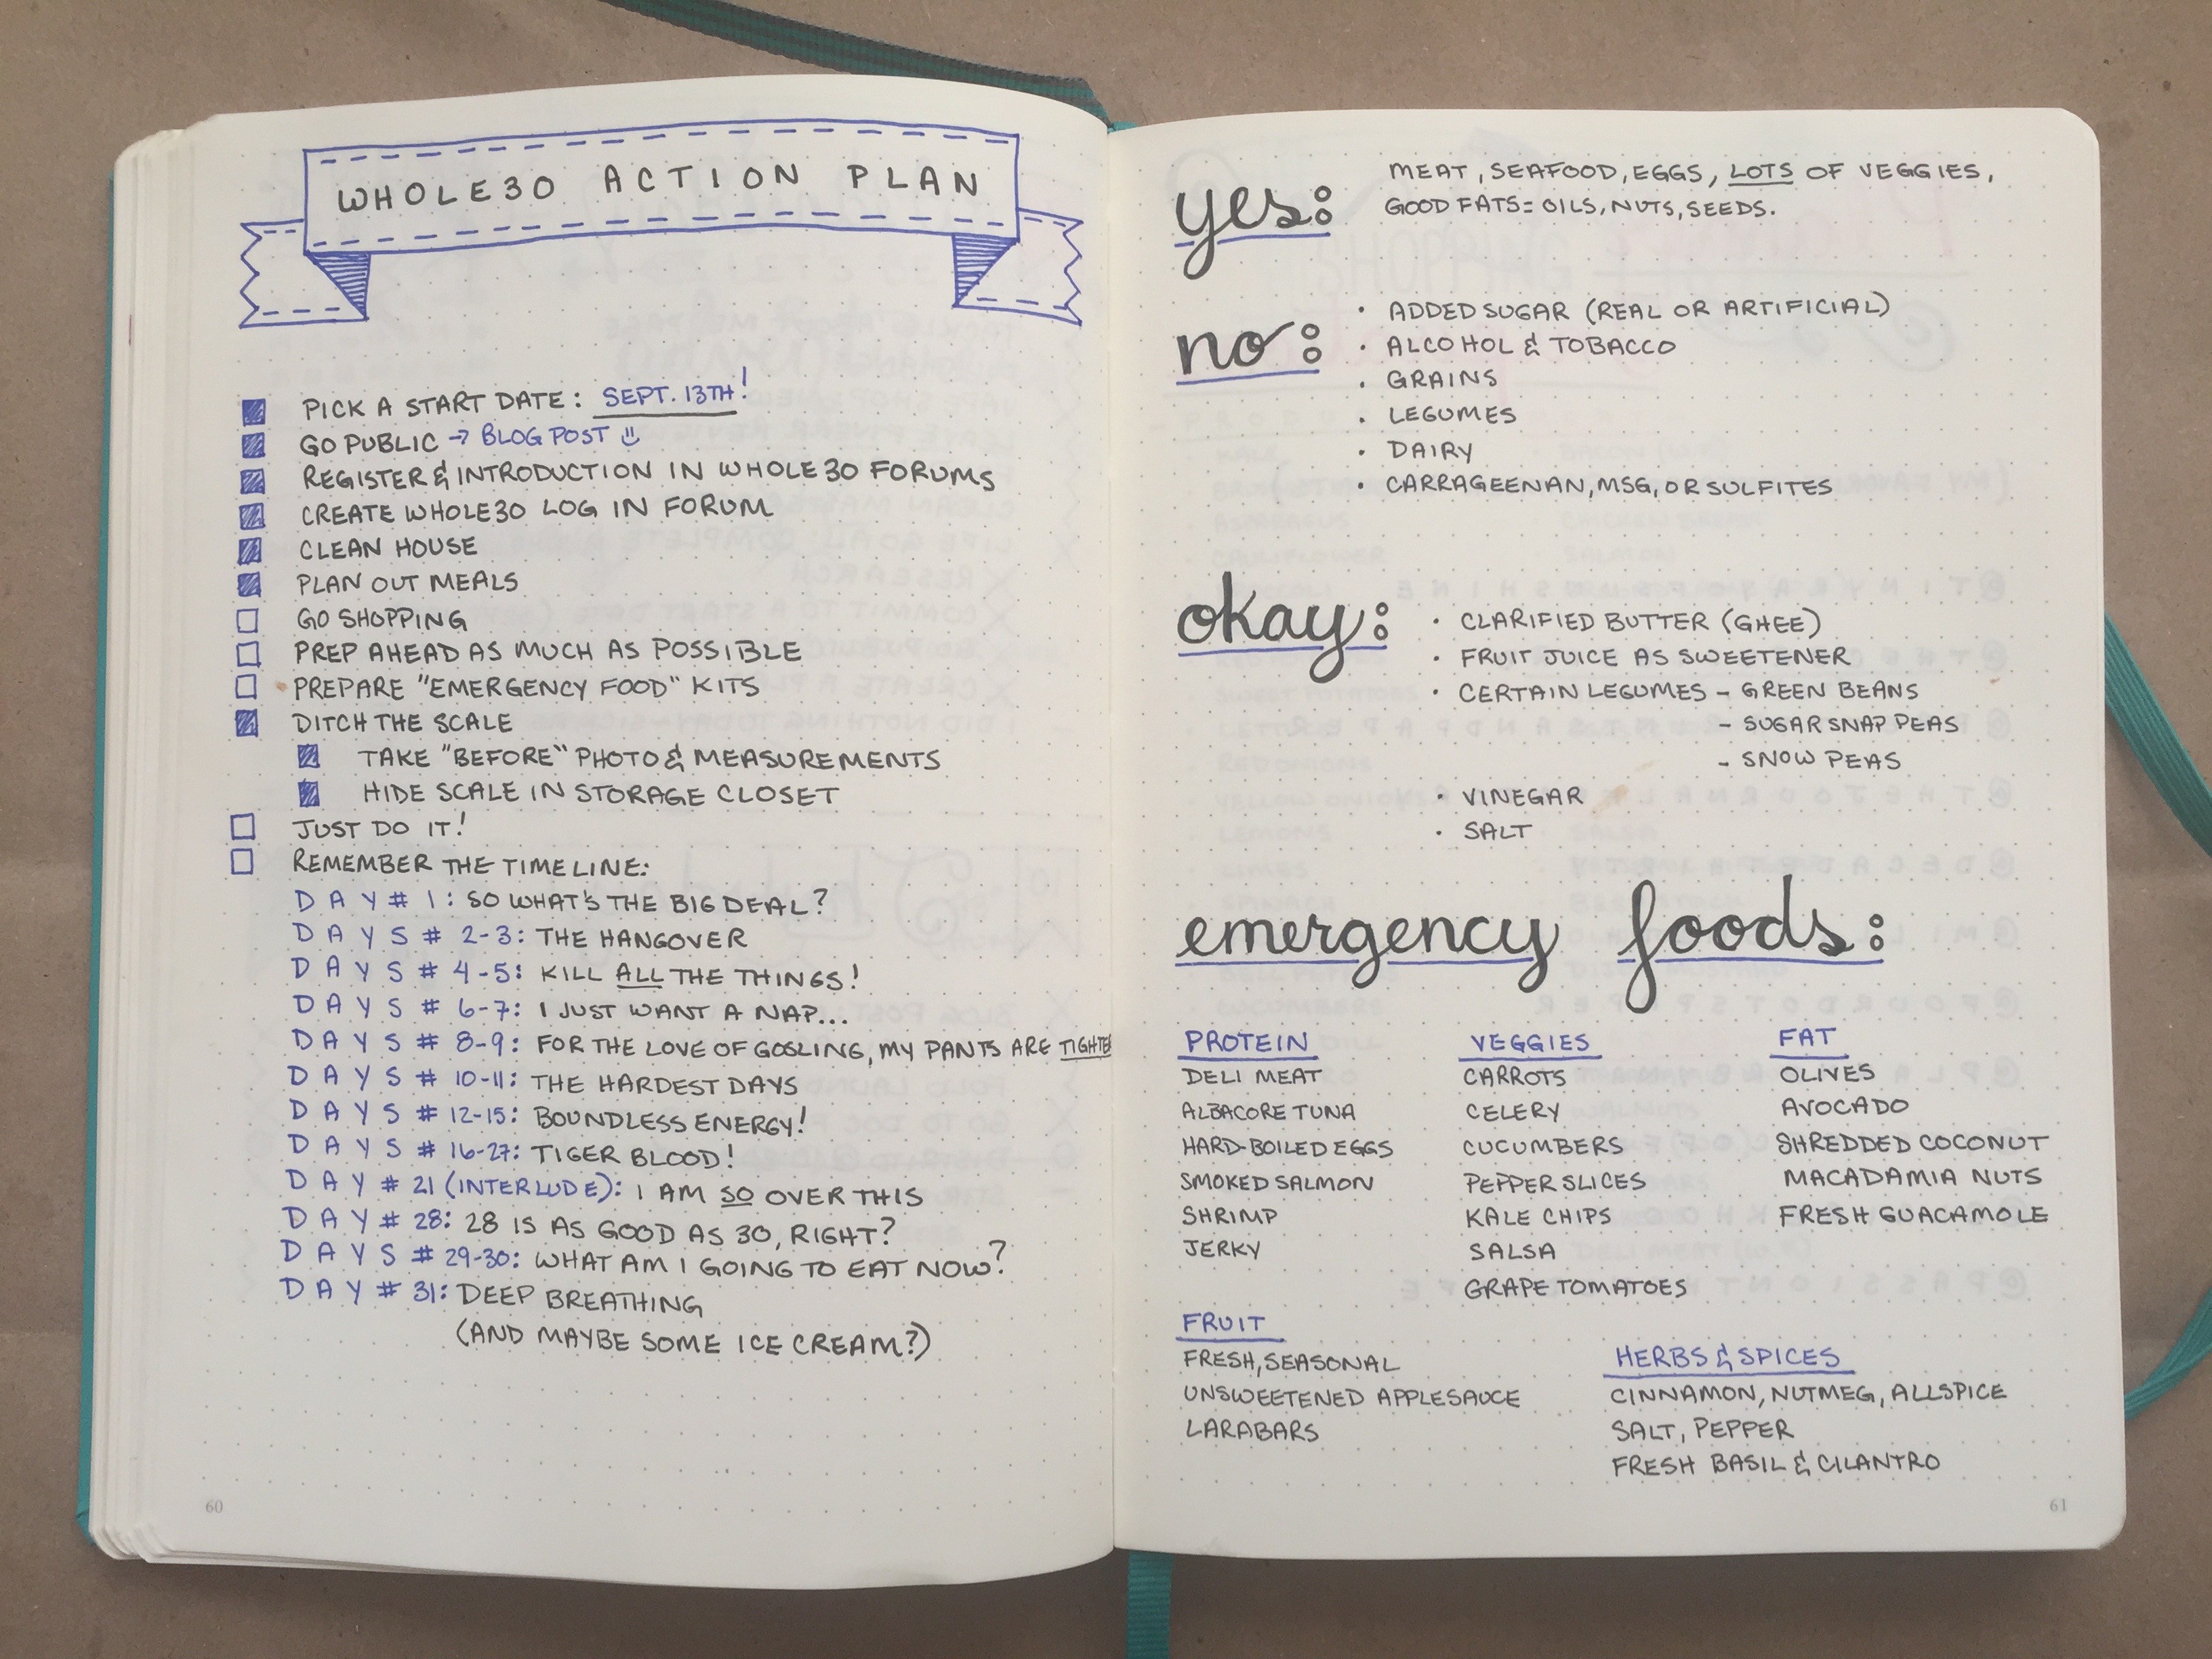 WHOLE30 ACTION PLAN
PICK A START DATE: SEPT. 13TH!
GO PUBLIC → BLOG POST
REGISTER & INTRODUCTION IN WHOLE30 FORUMS
CREATE WHOLE30 LOG IN FORUM
CLEAN HOUSE
PLAN OUT MEALS
GO SHOPPING
PREP AHEAD AS MUCH AS POSSIBLE
PREPARE "EMERGENCY FOOD" KITS
DITCH THE SCALE
TAKE "BEFORE" PHOTO & MEASUREMENTS
HIDE SCALE IN STORAGE CLOSET
JUST DO IT!
REMEMBER THE TIMELINE:
DAY # 1: SO WHAT'S THE BIG DEAL?
DAYS # 2-3: THE HANGOVER
DAYS # 4-5: KILL ALL THE THINGS!
DAYS # 6-7: I JUST WANT A NAP...
DAYS # 8-9: FOR THE LOVE OF GOSLING, MY PANTS ARE
DAYS # 10-11: THE HARDEST DAYS
DAYS # 12-15: BOUNDLESS ENERGY!
DAYS # 16-27: TIGER BLOOD!
DAY # 21 (INTERLUDE): I AM SO OVER THIS
DAY # 28: 28 IS AS GOOD AS 30, RIGHT?
DAYS # 29-30: WHAT AM I GOING TO EAT NOW?
DAY # 31: DEEP BREATHING
(AND MAYBE SOME ICE CREAM?)
60
yes: MEAT, SEAFOOD, EGGS, LOTS OF VEGGIES,
GOOD FATS = OILS, NUTS, SEEDS.
no:
• ADDED SUGAR (REAL OR ARTIFICIAL)
• ALCOHOL & TOBACCO
• GRAINS
• LEGUMES
• DAIRY
• CARRAGEENAN, MSG, OR SULFITES
okay:
• CLARIFIED BUTTER (GHEE)
• FRUIT JUICE AS SWEETENER
• CERTAIN LEGUMES - GREEN BEANS
- SUGAR SNAP PEAS
- SNOW PEAS
• VINEGAR
• SALT
emergency foods:
PROTEIN
DELI MEAT
ALBACORE TUNA
HARD-BOILED EGGS
SMOKED SALMON
SHRIMP
JERKY
VEGGIES
CARROTS
CELERY
CUCUMBERS
PEPPER SLICES
KALE CHIPS
SALSA
GRAPE TOMATOES
FAT
OLIVES
AVOCADO
SHREDDED COCONUT
MACADAMIA NUTS
FRESH GUACAMOLE
FRUIT
FRESH, SEASONAL
UNSWEETENED APPLESAUCE
LARABARS
HERBS & SPICES
CINNAMON, NUTMEG, ALLSPICE
SALT, PEPPER
FRESH BASIL & CILANTRO
61